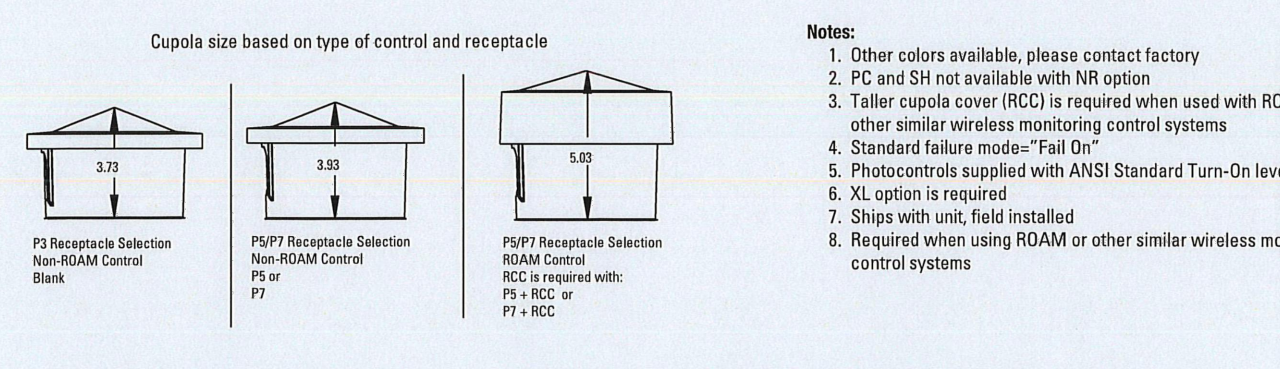 Cupola size based on type of control and receptacle
3.73
P3 Receptacle Selection
Non-ROAM Control
Blank
3.93
P5/P7 Receptacle Selection
Non-ROAM Control
P5 or
P7
5.03
P5/P7 Receptacle Selection
ROAM Control
RCC is required with:
P5 + RCC or
P7 + RCC
Notes:
1. Other colors available, please contact factory
2. PC and SH not available with NR option
3. Taller cupola cover (RCC) is required when used with
other similar wireless monitoring control systems
4. Standard failure mode="Fail On"
5. Photocontrols supplied with ANSI Standard Turn-On
6. XL option is required
7. Ships with unit, field installed
8. Required when using ROAM or other similar wireless
control systems